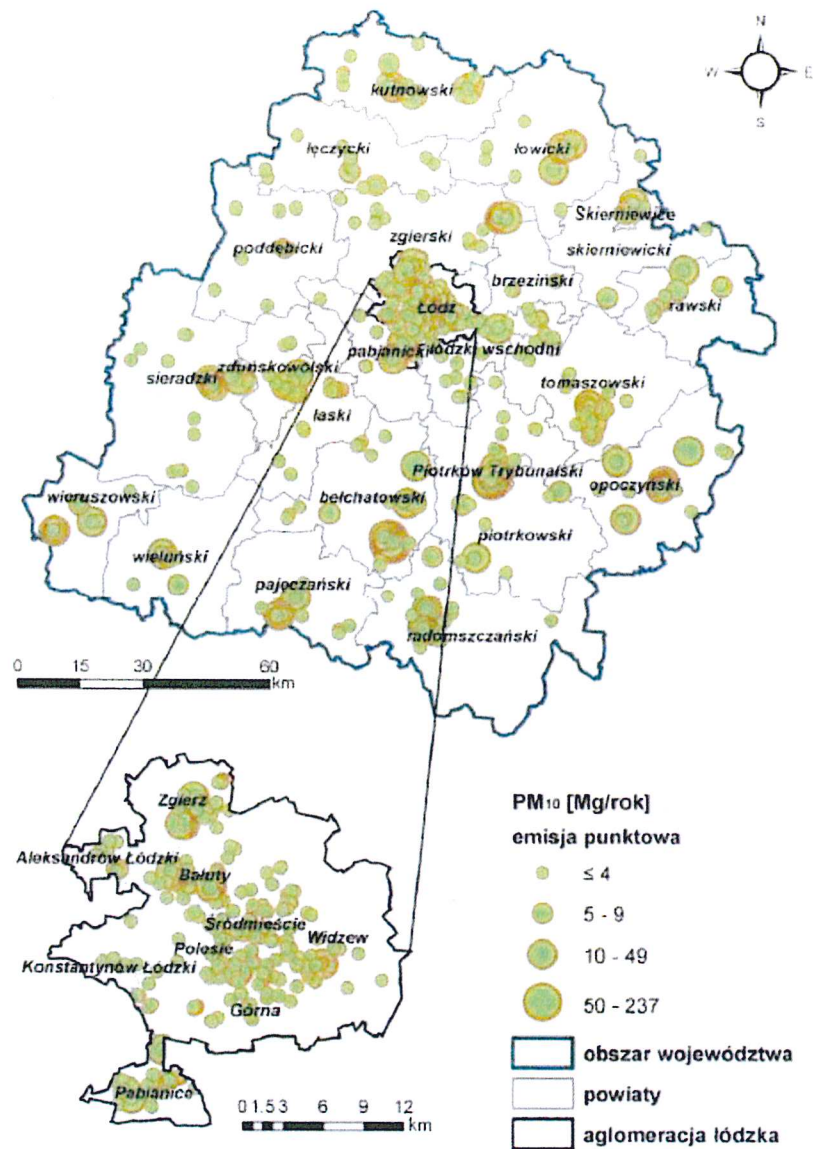 N
W E
S
kutnowski
łęczycki
łowicki
Skierniewice
zgierski
skierniewicki
poddębicki
brzeziński
rawski
Łódź
pabianicki
łódzki wschodni
zduńskowolski
sieradzki
tomaszowski
łaski
Piotrków Trybunalski
opoczyński
wieruszowski
bełchatowski
piotrkowski
wieluński
pajęczański
radomszczański
0 15 30 60
km
Zgierz
Aleksandrów Łódzki
Bałuty
Śródmieście
Widzew
Polesie
Konstantynów Łódzki
Górna
Pabianice
0 1.5 3 6 9 12
km
PM10 [Mg/rok]
emisja punktowa
≤ 4
5 - 9
10 - 49
50 - 237
obszar województwa
powiaty
aglomeracja łódzka